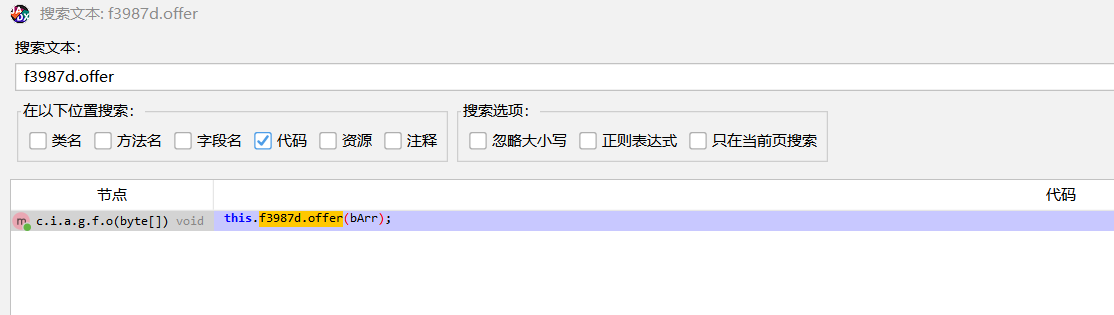 搜索文本: f3987d.offer
搜索文本：
f3987d.offer
在以下位置搜索： 搜索选项：
类名 方法名 字段名 代码 资源 注释 忽略大小写 正则表达式 只在当前页搜索
节点 代码
m c.i.a.g.f.o(byte[]) void this.f3987d.offer(bArr);